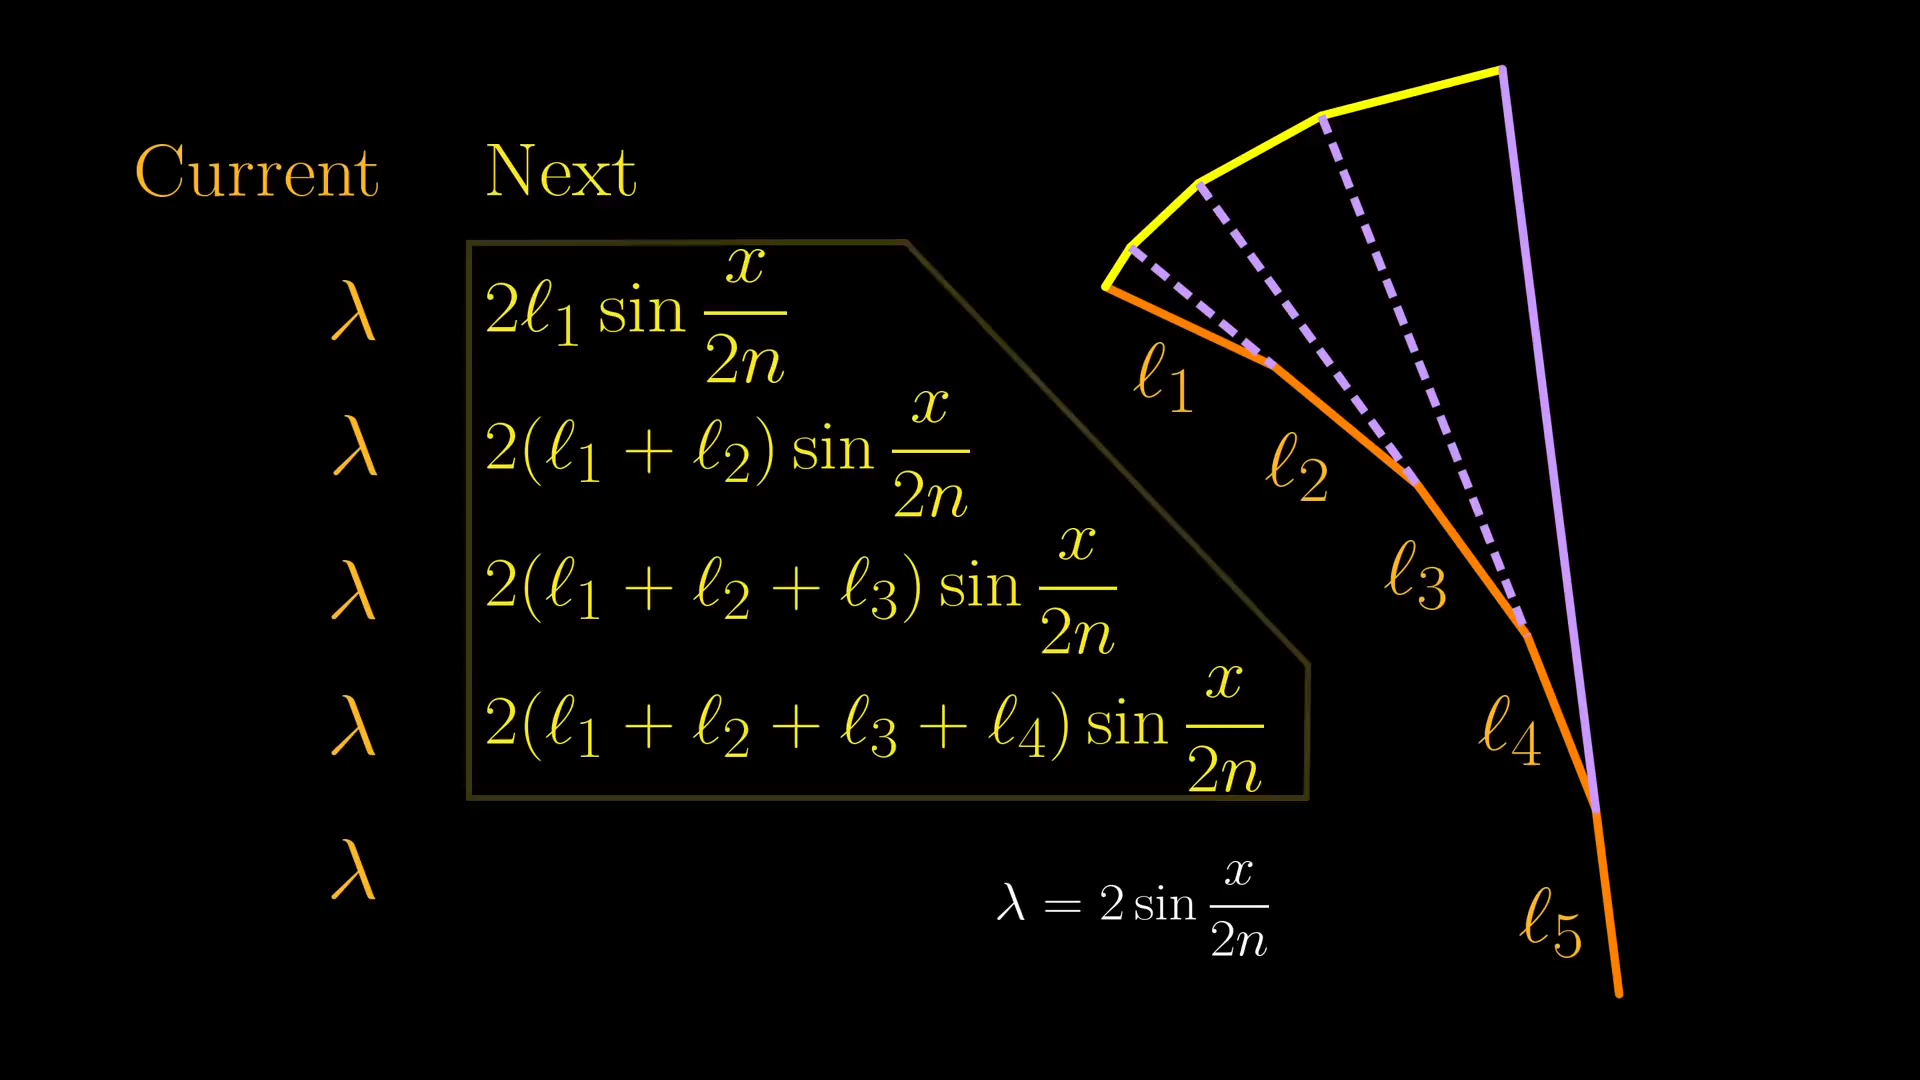 Current Next
λ 2ℓ₁ sin x/2n
λ 2(ℓ₁ + ℓ₂) sin x/2n
λ 2(ℓ₁ + ℓ₂ + ℓ₃) sin x/2n
λ 2(ℓ₁ + ℓ₂ + ℓ₃ + ℓ₄) sin x/2n
λ
λ = 2 sin x/2n
ℓ₁
ℓ₂
ℓ₃
ℓ₄
ℓ₅